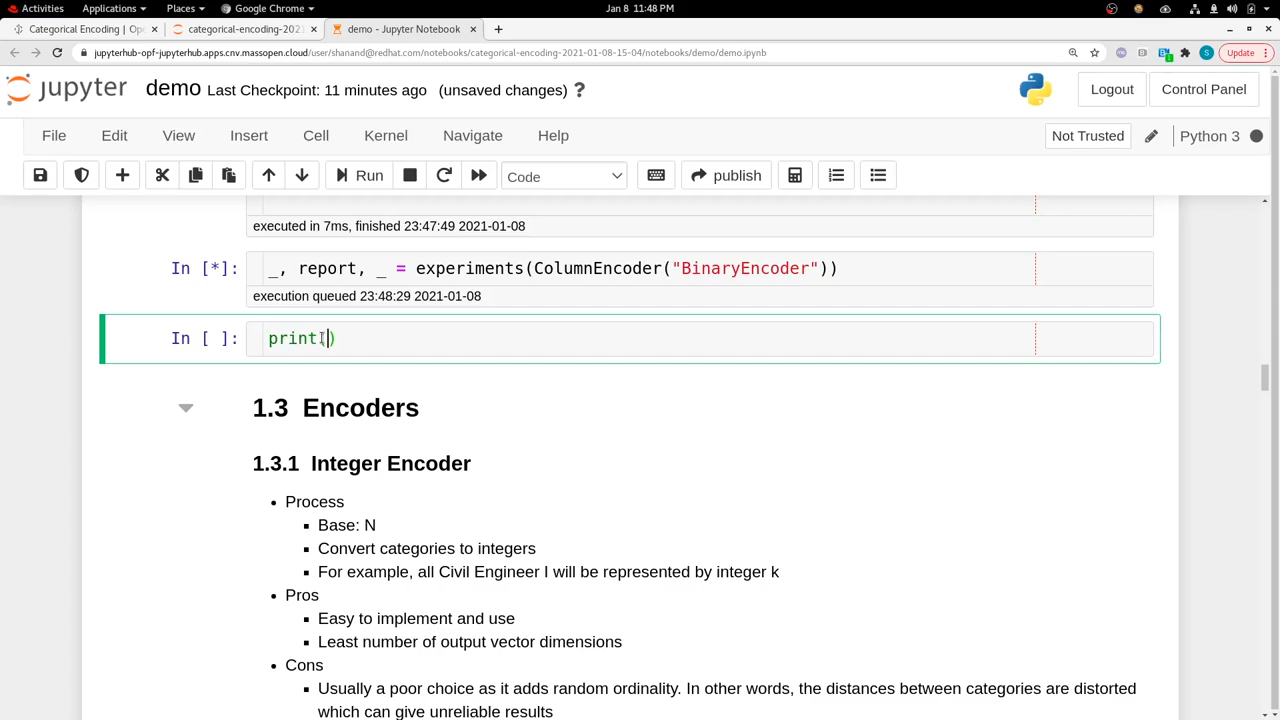 Activities Applications Places Google Chrome Jan 8 11:48 PM
Categorical Encoding | Op categorical-encoding-202 demo - Jupyter Notebook
jupyterhub-opf-jupyterhub.apps.cnv.massopen.cloud/user/shanand@redhat.com/notebooks/categorical-encoding-2021-01-08-15-04/notebooks/demo/demo.ipynb S Update
jupyter demo Last Checkpoint: 11 minutes ago (unsaved changes) ? Logout Control Panel
File Edit View Insert Cell Kernel Navigate Help Not Trusted Python 3
Run Code publish
executed in 7ms, finished 23:47:49 2021-01-08
In [*]: _, report, _ = experiments(ColumnEncoder("BinaryEncoder"))
execution queued 23:48:29 2021-01-08
In [ ]: print()
1.3 Encoders
1.3.1 Integer Encoder
• Process
▪ Base: N
▪ Convert categories to integers
▪ For example, all Civil Engineer I will be represented by integer k
• Pros
▪ Easy to implement and use
▪ Least number of output vector dimensions
• Cons
▪ Usually a poor choice as it adds random ordinality. In other words, the distances between categories are distorted
which can give unreliable results